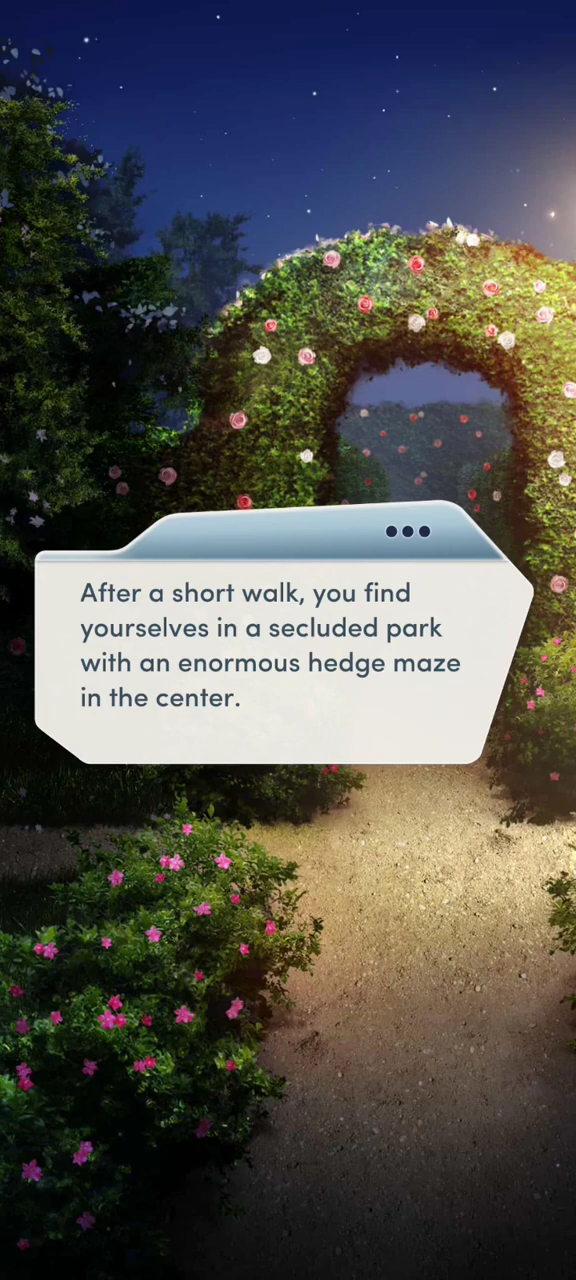 After a short walk, you find
yourselves in a secluded park
with an enormous hedge maze
in the center.